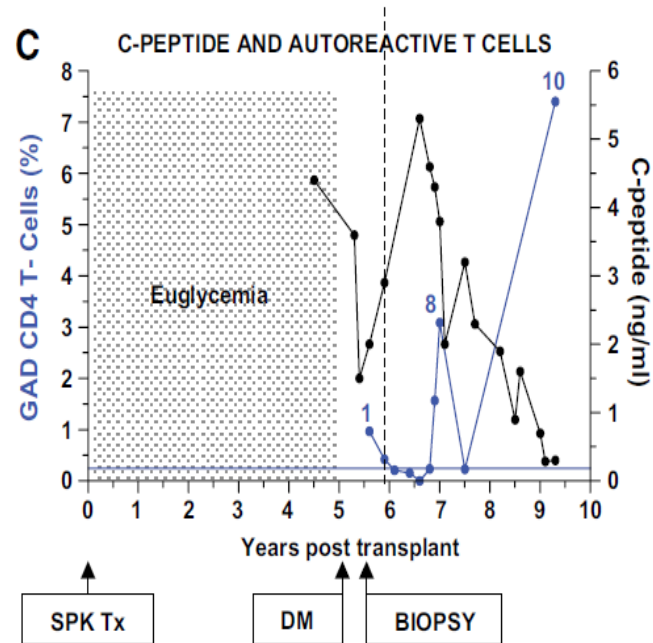 C
C-PEPTIDE AND AUTOREACTIVE T CELLS
GAD CD4 T- Cells (%)
8
7
6
5
4
3
2
1
0
Euglycemia
1
8
10
6
5
4
3
2
1
0
C-peptide (ng/ml)
0 1 2 3 4 5 6 7 8 9 10
Years post transplant
SPK Tx DM BIOPSY